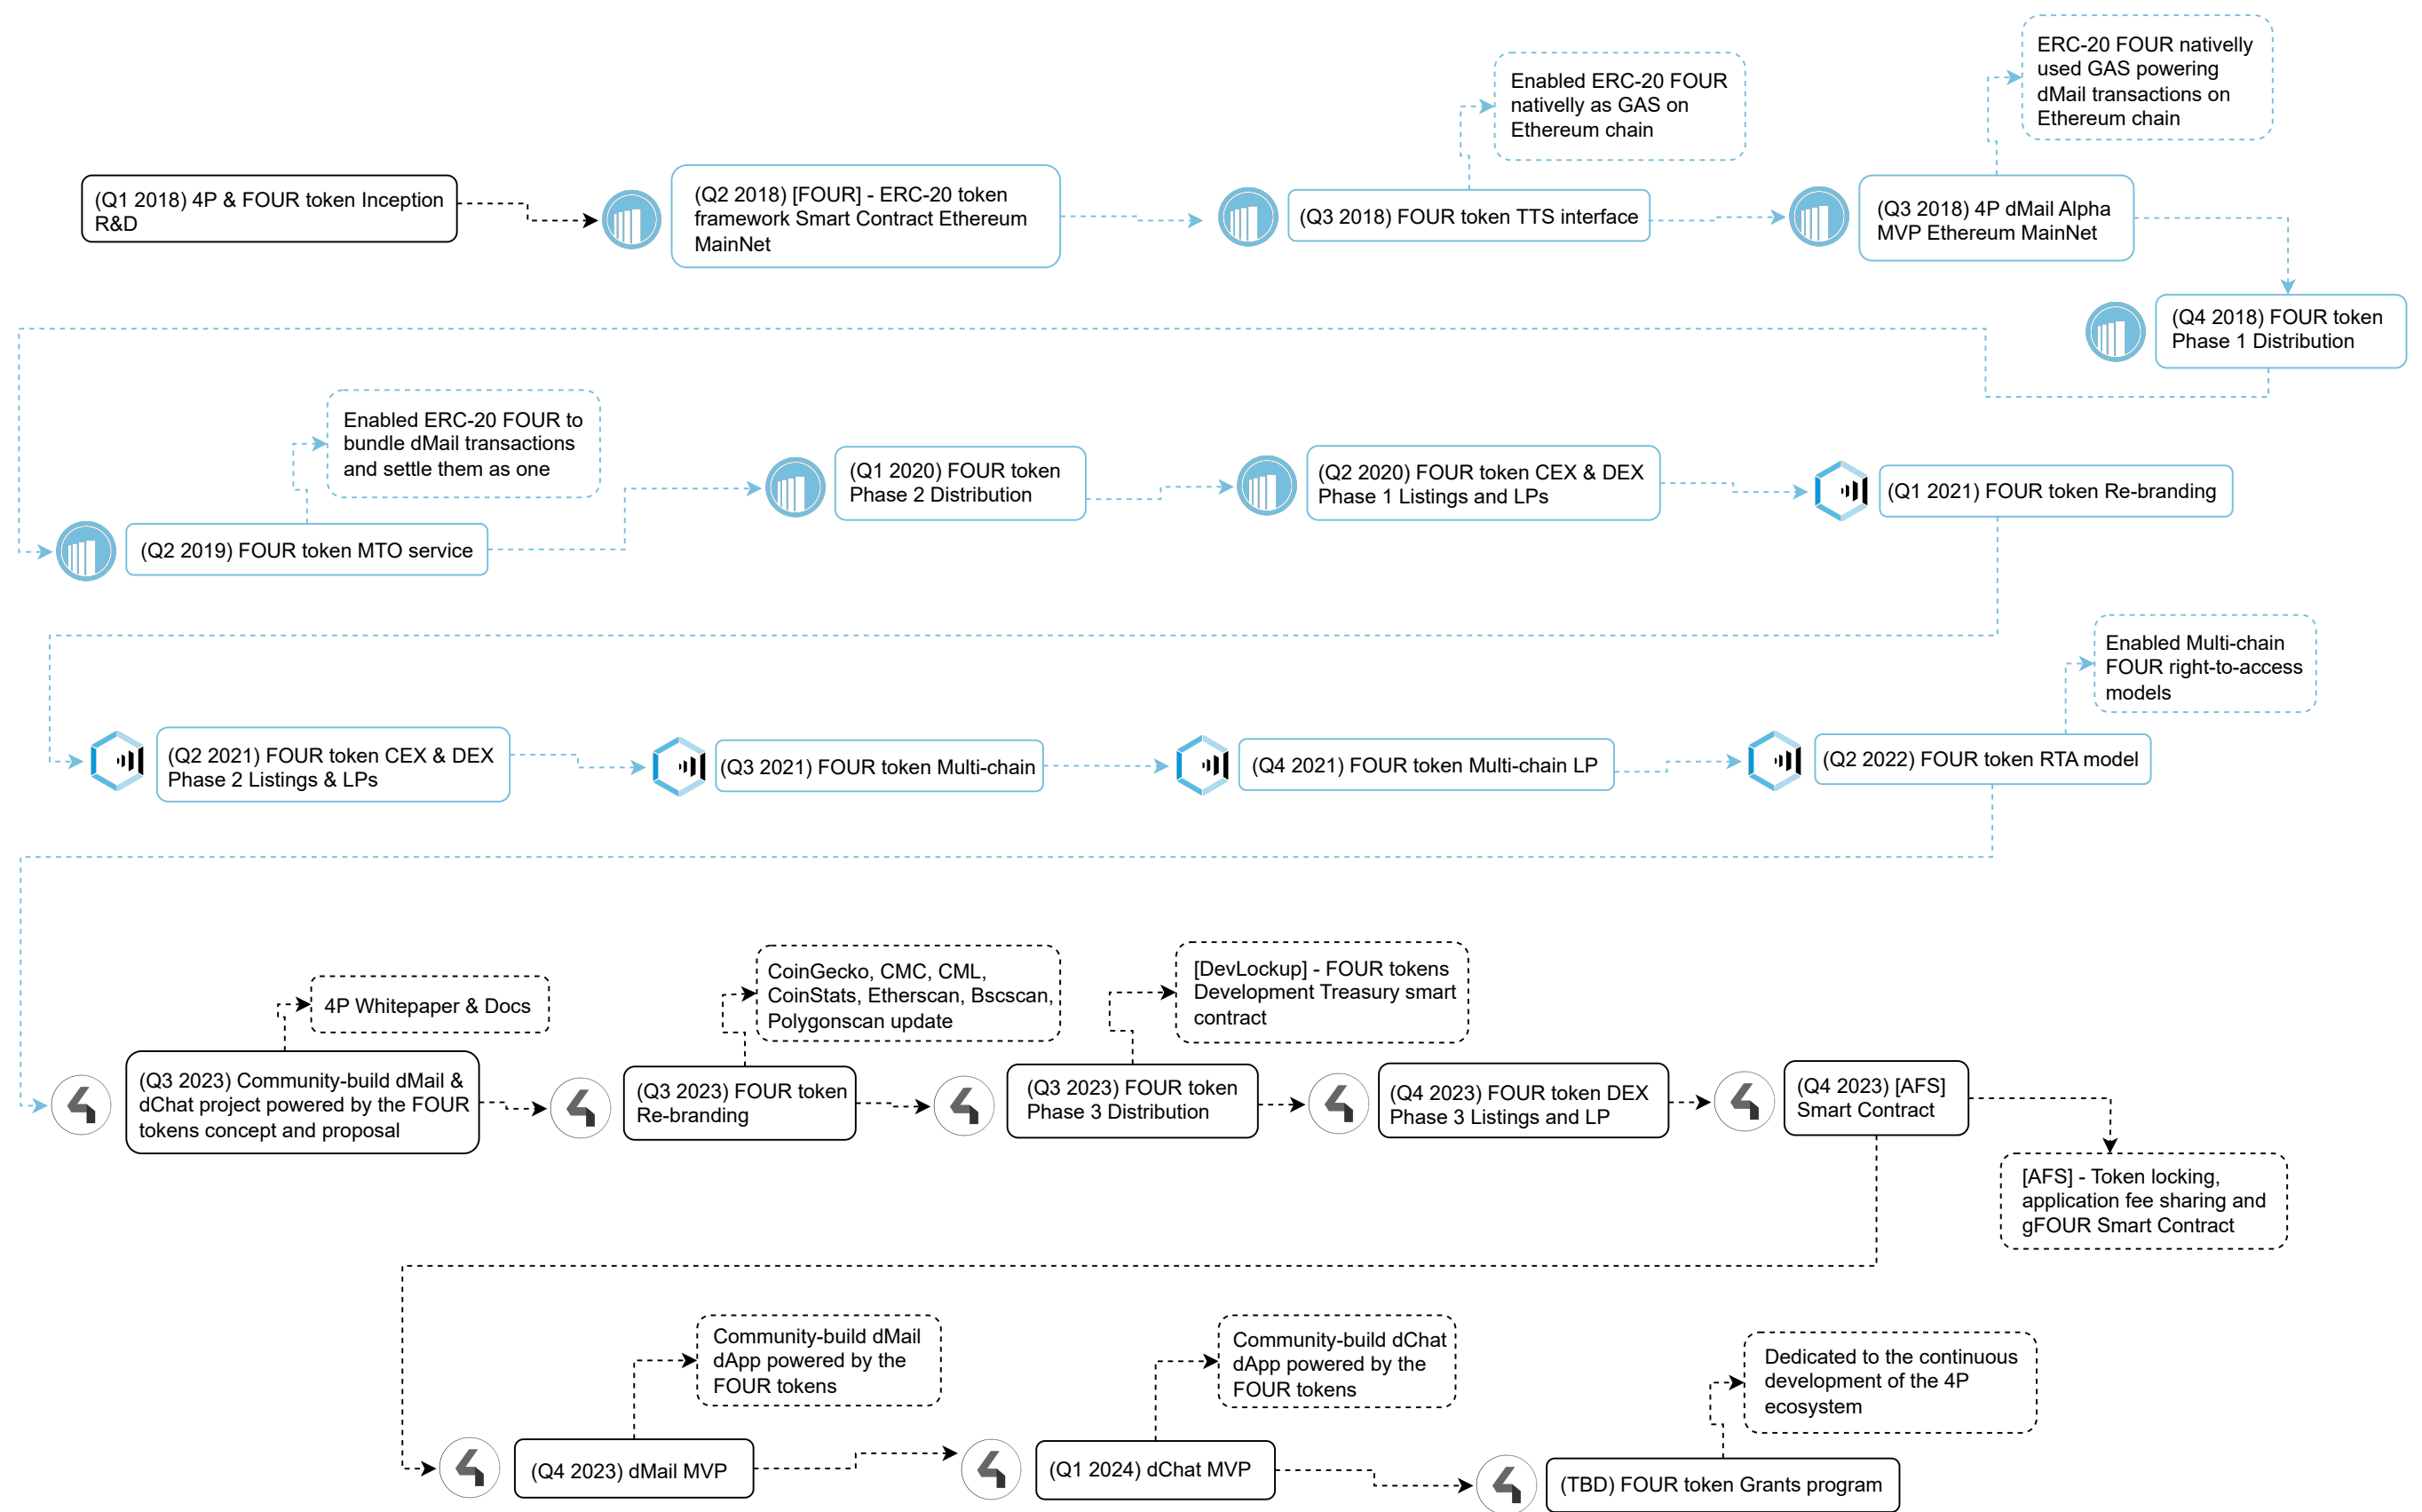 ERC-20 FOUR nativelly
used GAS powering
dMail transactions on
Ethereum chain
Enabled ERC-20 FOUR
nativelly as GAS on
Ethereum chain
(Q1 2018) 4P & FOUR token Inception
R&D
(Q2 2018) [FOUR] - ERC-20 token
framework Smart Contract Ethereum
MainNet
(Q3 2018) FOUR token TTS interface
(Q3 2018) 4P dMail Alpha
MVP Ethereum MainNet
(Q4 2018) FOUR token
Phase 1 Distribution
Enabled ERC-20 FOUR to
bundle dMail transactions
and settle them as one
(Q2 2019) FOUR token MTO service
(Q1 2020) FOUR token
Phase 2 Distribution
(Q2 2020) FOUR token CEX & DEX
Phase 1 Listings and LPs
(Q1 2021) FOUR token Re-branding
Enabled Multi-chain
FOUR right-to-access
models
(Q2 2021) FOUR token CEX & DEX
Phase 2 Listings & LPs
(Q3 2021) FOUR token Multi-chain
(Q4 2021) FOUR token Multi-chain LP
(Q2 2022) FOUR token RTA model
4P Whitepaper & Docs
CoinGecko, CMC, CML,
CoinStats, Etherscan, Bscscan,
Polygonscan update
[DevLockup] - FOUR tokens
Development Treasury smart
contract
(Q3 2023) Community-build dMail &
dChat project powered by the FOUR
tokens concept and proposal
(Q3 2023) FOUR token
Re-branding
(Q3 2023) FOUR token
Phase 3 Distribution
(Q4 2023) FOUR token DEX
Phase 3 Listings and LP
(Q4 2023) [AFS]
Smart Contract
[AFS] - Token locking,
application fee sharing and
gFOUR Smart Contract
Community-build dMail
dApp powered by the
FOUR tokens
Community-build dChat
dApp powered by the
FOUR tokens
Dedicated to the continuous
development of the 4P
ecosystem
(Q4 2023) dMail MVP
(Q1 2024) dChat MVP
(TBD) FOUR token Grants program